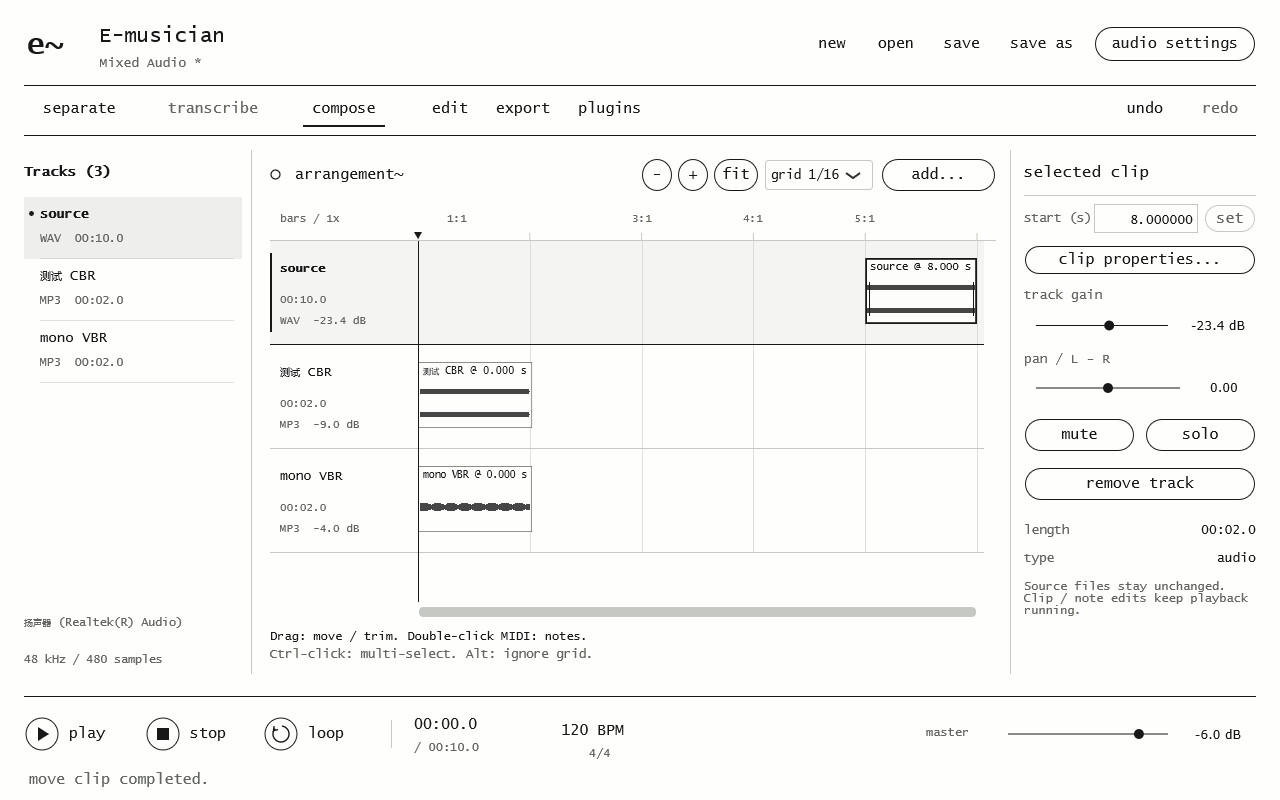 e~
E-musician
Mixed Audio *
new open save save as audio settings
separate transcribe compose edit export plugins undo redo
Tracks (3)
source
WAV 00:10.0
测试 CBR
MP3 00:02.0
mono VBR
MP3 00:02.0
扬声器 (Realtek(R) Audio)
48 kHz / 480 samples
arrangement~ - + fit grid 1/16 add...
bars / 1x 1:1 3:1 4:1 5:1
source
00:10.0
WAV -23.4 dB
source @ 8.000 s
测试 CBR
00:02.0
MP3 -9.0 dB
测试 CBR @ 0.000 s
mono VBR
00:02.0
MP3 -4.0 dB
mono VBR @ 0.000 s
Drag: move / trim. Double-click MIDI: notes.
Ctrl-click: multi-select. Alt: ignore grid.
selected clip
start (s) 8.000000 set
clip properties...
track gain
-23.4 dB
pan / L - R
0.00
mute solo
remove track
length 00:02.0
type audio
Source files stay unchanged.
Clip / note edits keep playback
running.
play stop loop
00:00.0
/ 00:10.0
120 BPM
4/4
master -6.0 dB
move clip completed.